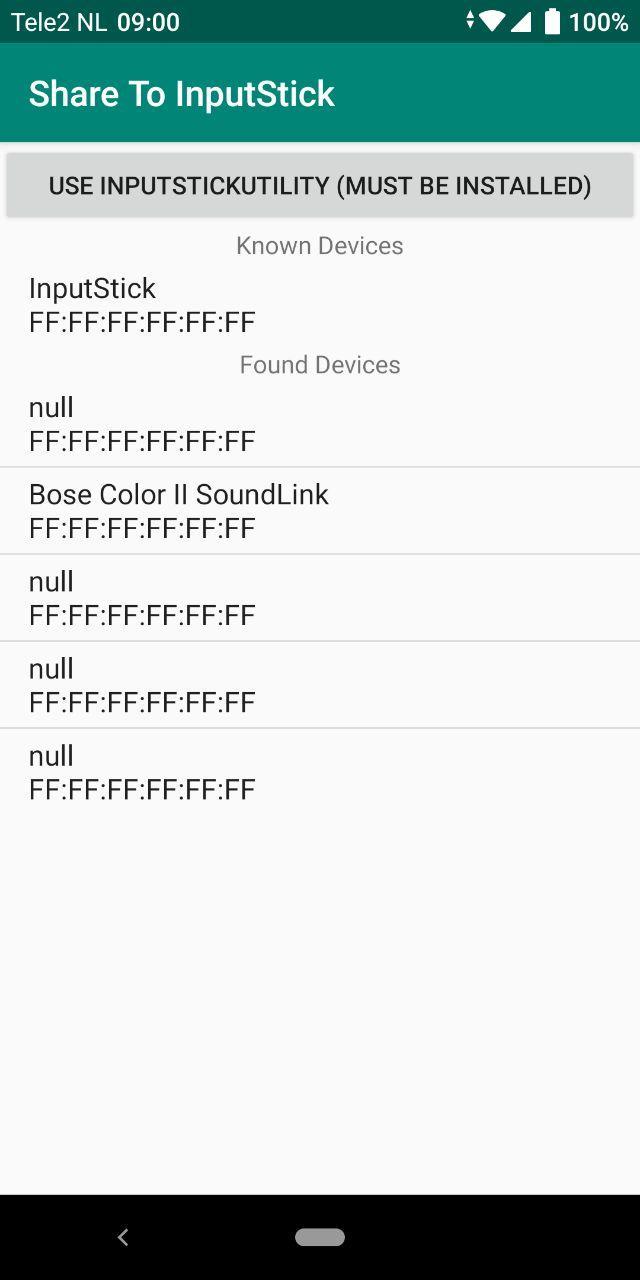 Tele2 NL 09:00 100%
Share To InputStick
USE INPUTSTICKUTILITY (MUST BE INSTALLED)
Known Devices
InputStick
FF:FF:FF:FF:FF:FF
Found Devices
null
FF:FF:FF:FF:FF:FF
Bose Color II SoundLink
FF:FF:FF:FF:FF:FF
null
FF:FF:FF:FF:FF:FF
null
FF:FF:FF:FF:FF:FF
null
FF:FF:FF:FF:FF:FF